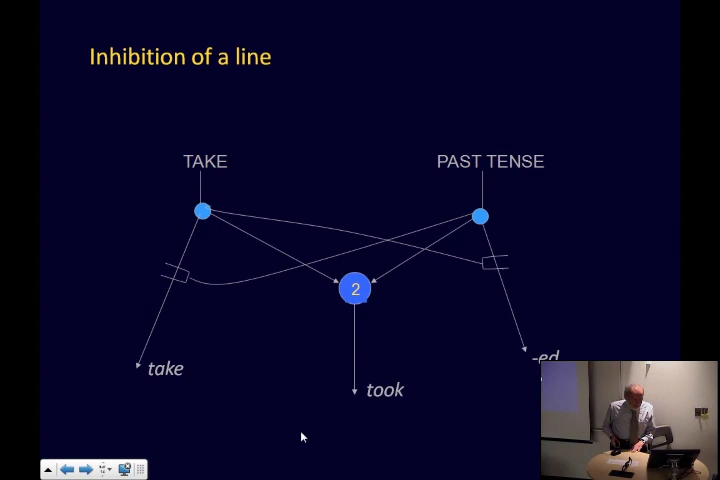 Inhibition of a line
TAKE
PAST TENSE
2
take
-ed
took